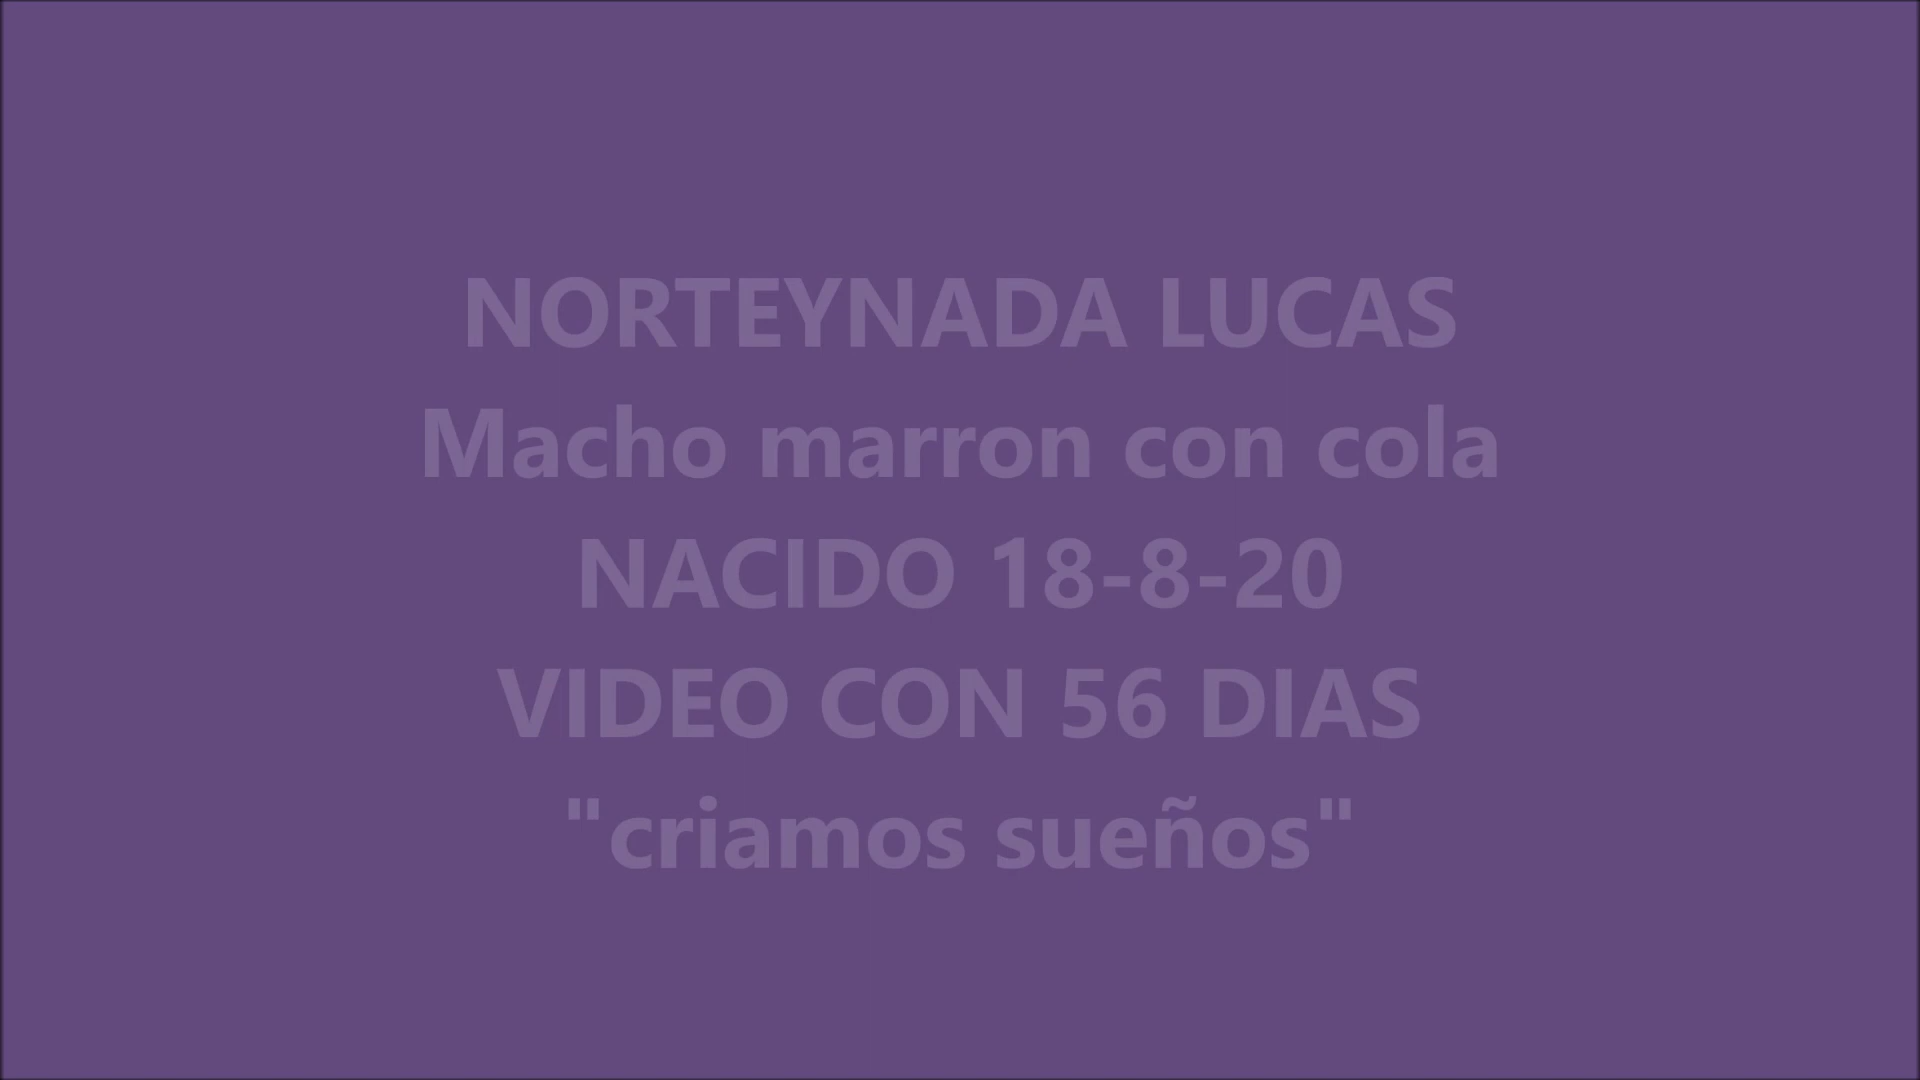 NORTEYNADA LUCAS
Macho marron con cola
NACIDO 18-8-20
VIDEO CON 56 DIAS
"criamos sueños"